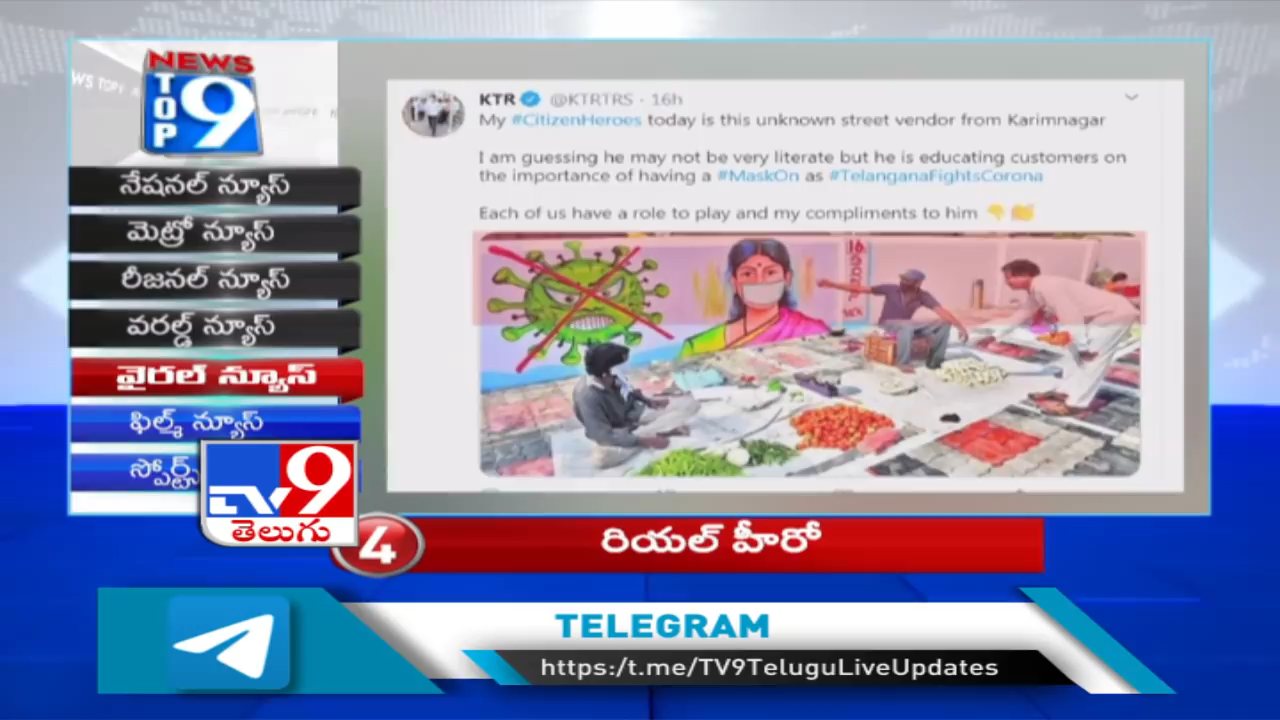 NEWS
TOP 9
నేషనల్ న్యూస్
మెట్రో న్యూస్
రీజనల్ న్యూస్
వరల్డ్ న్యూస్
వైరల్ న్యూస్
ఫిల్మ్ న్యూస్
స్పోర్ట్స్
TV9
తెలుగు
KTR @KTRTRS · 16h
My #CitizenHeroes today is this unknown street vendor from Karimnagar
I am guessing he may not be very literate but he is educating customers on
the importance of having a #MaskOn as #TelanganaFightsCorona
Each of us have a role to play and my compliments to him
4 రియల్ హీరో
TELEGRAM
https:/t.me/TV9TeluguLiveUpdates